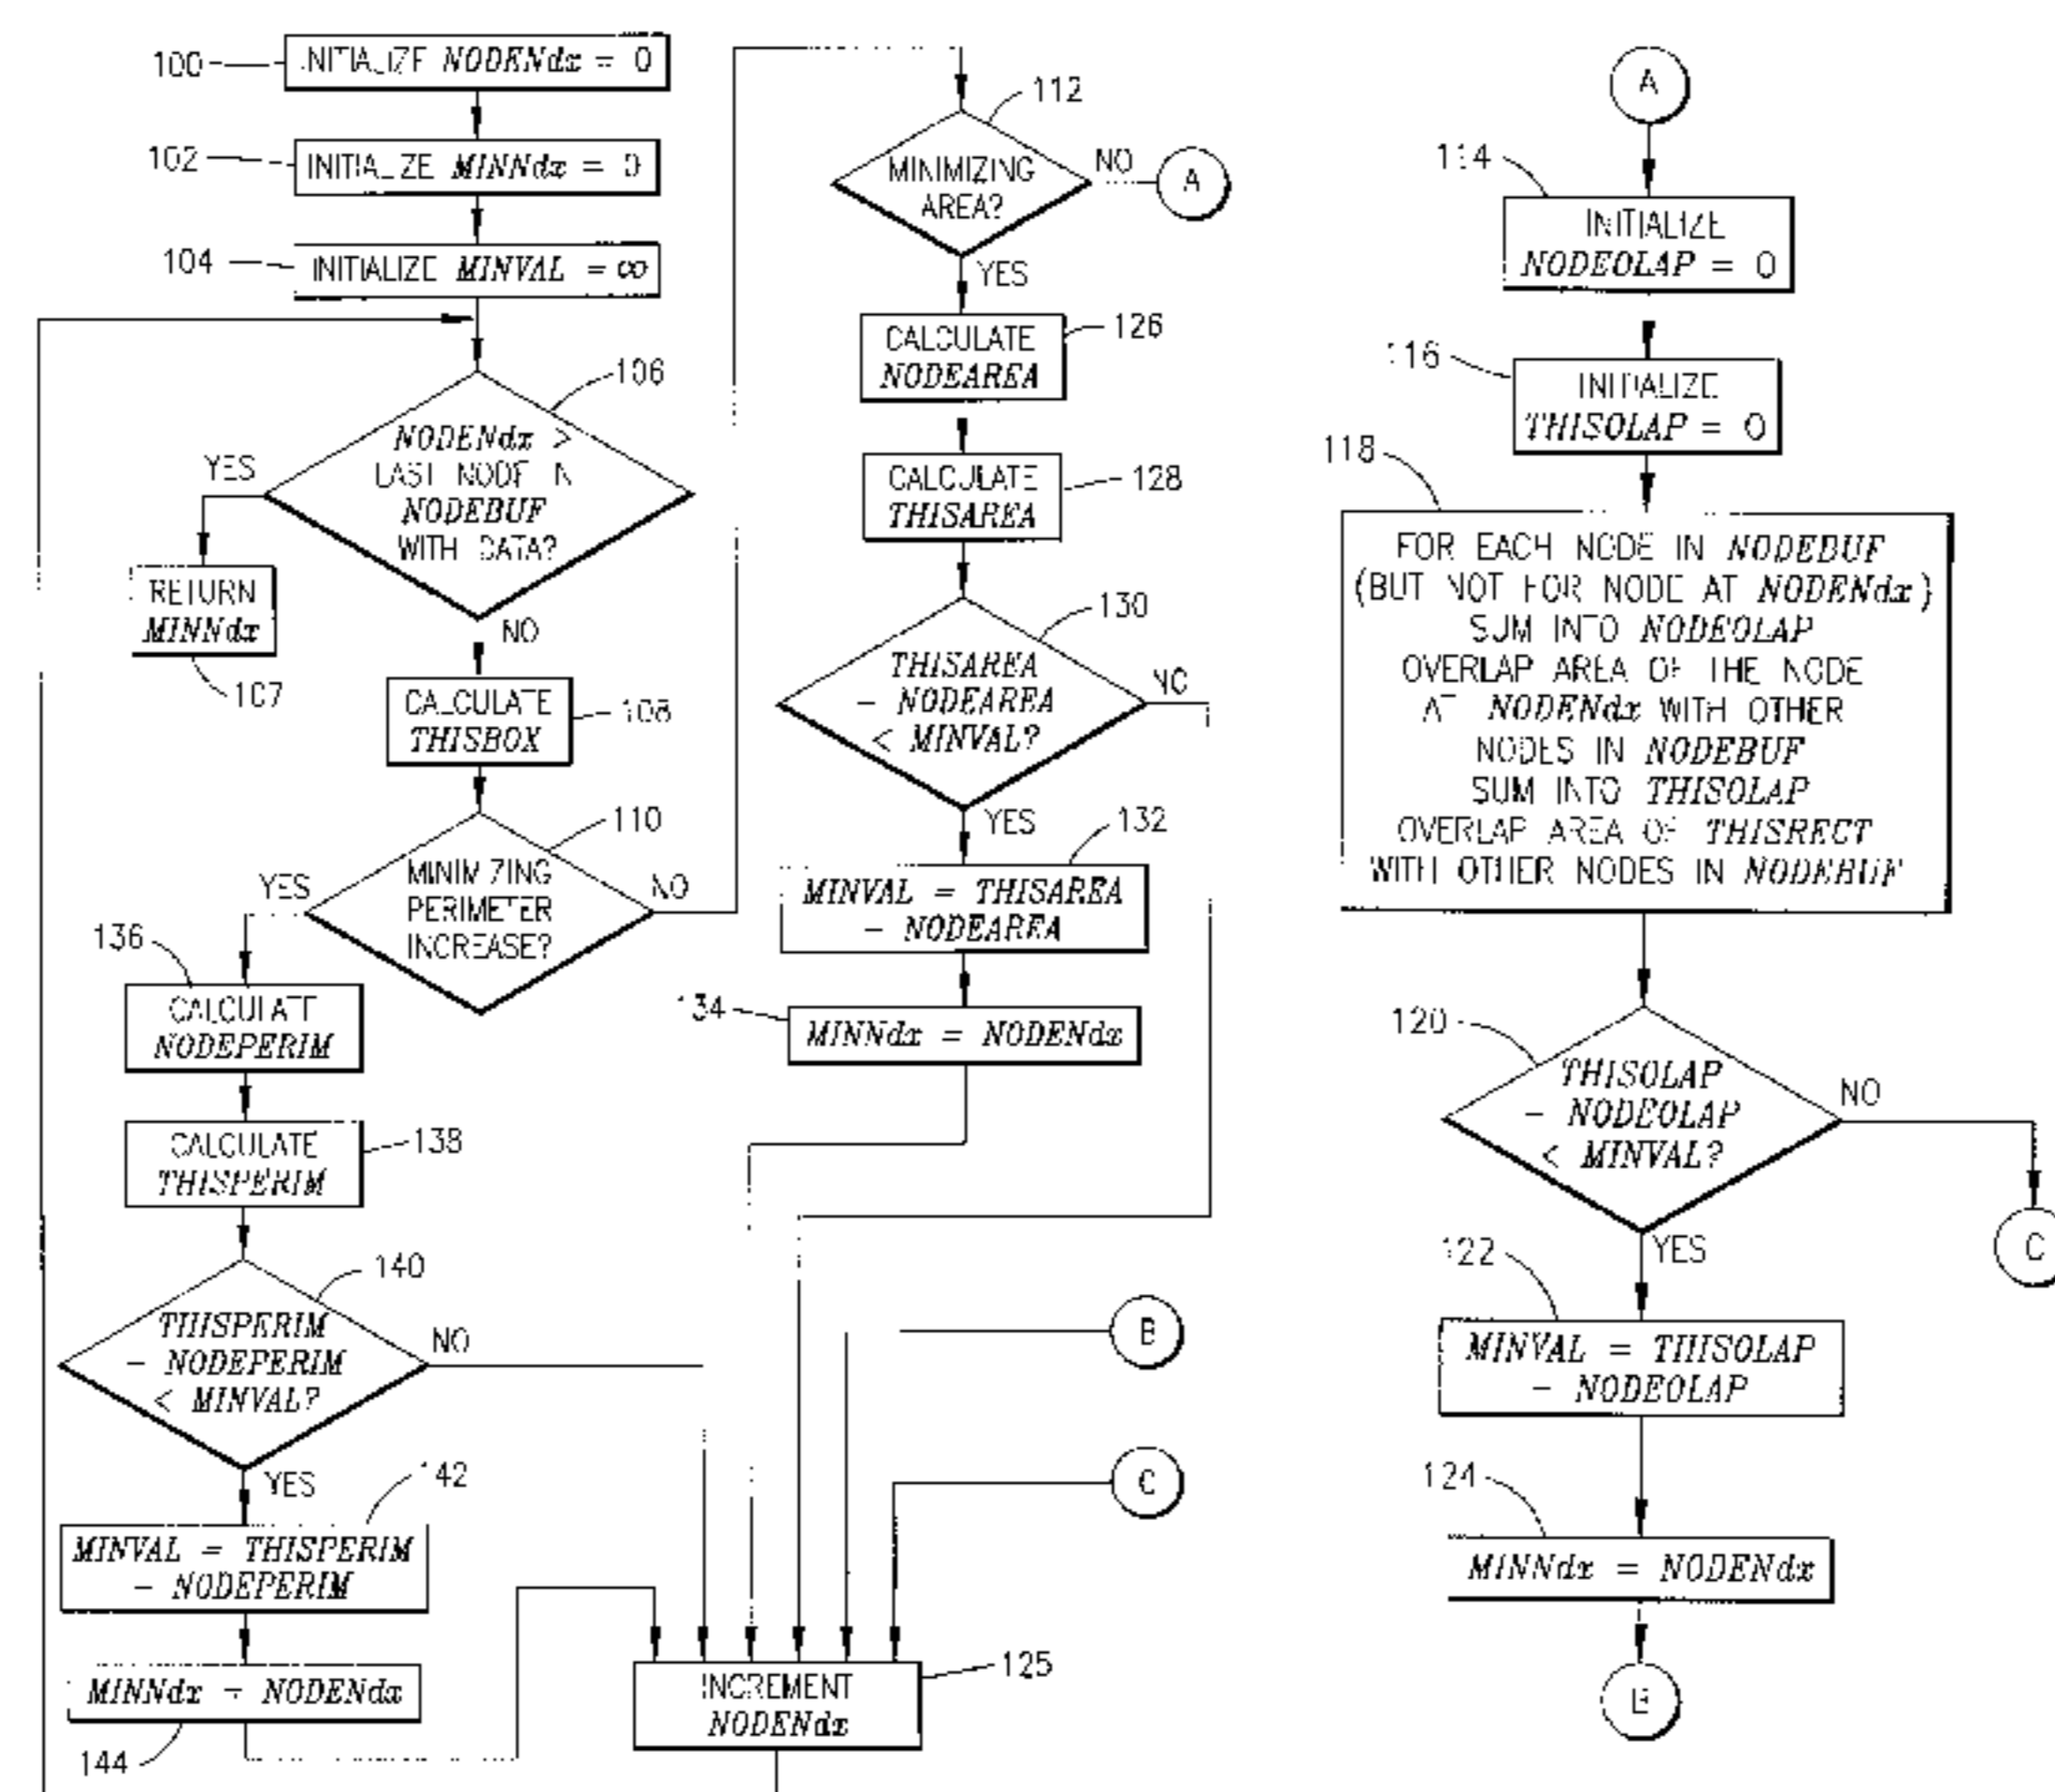 100
INITIALIZE NODENdx = 0
102
INITIALIZE MINNdx = 0
104
INITIALIZE MINVAL = ∞
106
NODENdx >
LAST NODE IN
NODEBUF
WITH DATA?
YES
RETURN
MINNdx
107
NO
CALCULATE
THISBOX
108
110
MINIMIZING
PERIMETER
INCREASE?
YES
NO
136
CALCULATE
NODEPERIM
CALCULATE
THISPERIM
138
140
THISPERIM
- NODEPERIM
< MINVAL?
NO
YES
142
MINVAL = THISPERIM
- NODEPERIM
MINNdx = NODENdx
144
112
MINIMIZING
AREA?
NO
A
YES
CALCULATE
NODEAREA
126
CALCULATE
THISAREA
128
130
THISAREA
- NODEAREA
< MINVAL?
NO
YES
132
MINVAL = THISAREA
- NODEAREA
134
MINNdx = NODENdx
B
C
INCREMENT
NODENdx
125
A
114
INITIALIZE
NODEOLAP = 0
116
INITIALIZE
THISOLAP = 0
118
FOR EACH NODE IN NODEBUF
(BUT NOT FOR NODE AT NODENdx)
SUM INTO NODEOLAP
OVERLAP AREA OF THE NODE
AT NODENdx WITH OTHER
NODES IN NODEBUF
SUM INTO THISOLAP
OVERLAP AREA OF THISRECT
WITH OTHER NODES IN NODEBUF
120
THISOLAP
- NODEOLAP
< MINVAL?
NO
C
YES
122
MINVAL = THISOLAP
- NODEOLAP
124
MINNdx = NODENdx
B